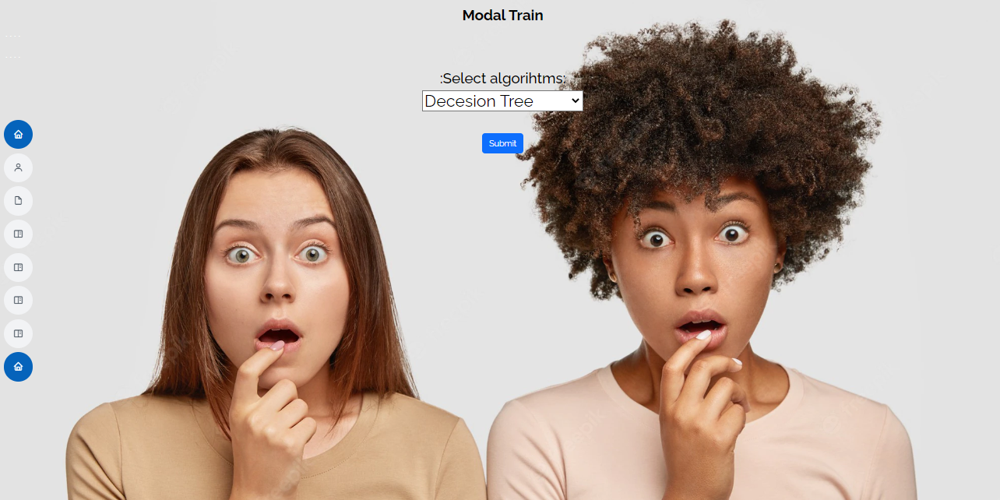 Modal Train
:Select algorihtms:
Decesion Tree
Submit